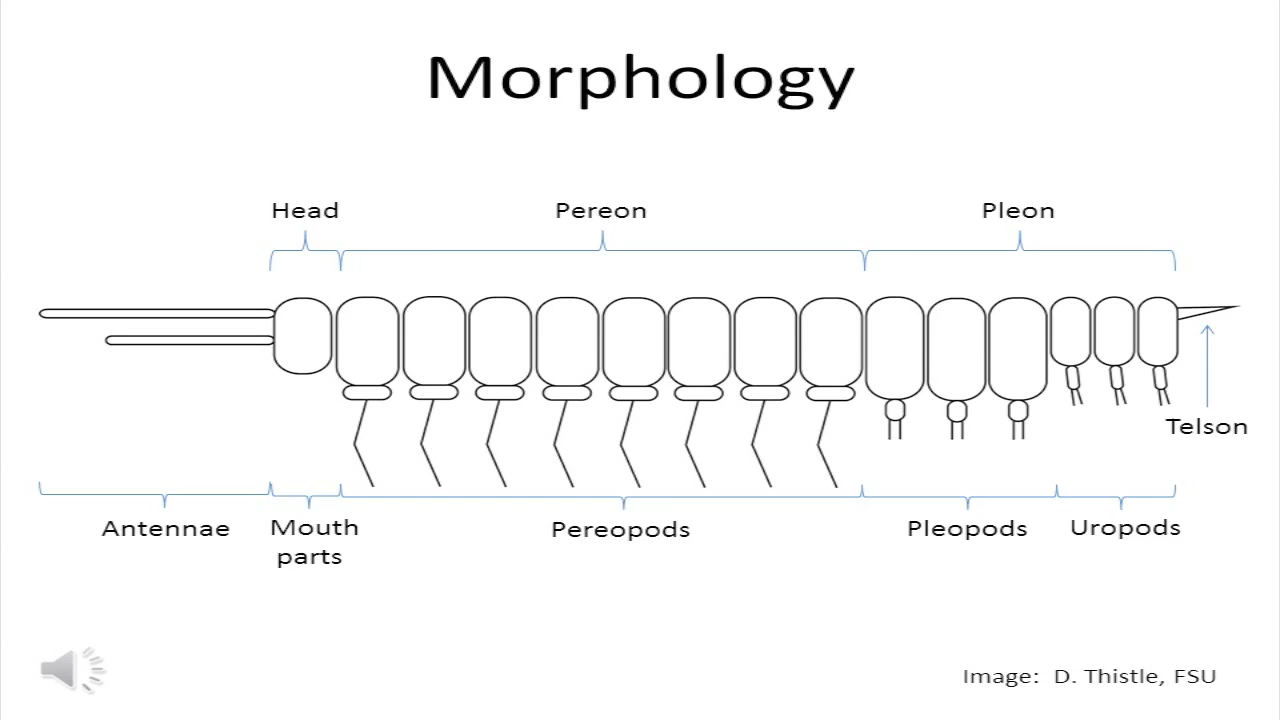 Morphology
Head
Pereon
Pleon
Telson
Antennae
Mouth
parts
Pereopods
Pleopods
Uropods
Image: D. Thistle, FSU